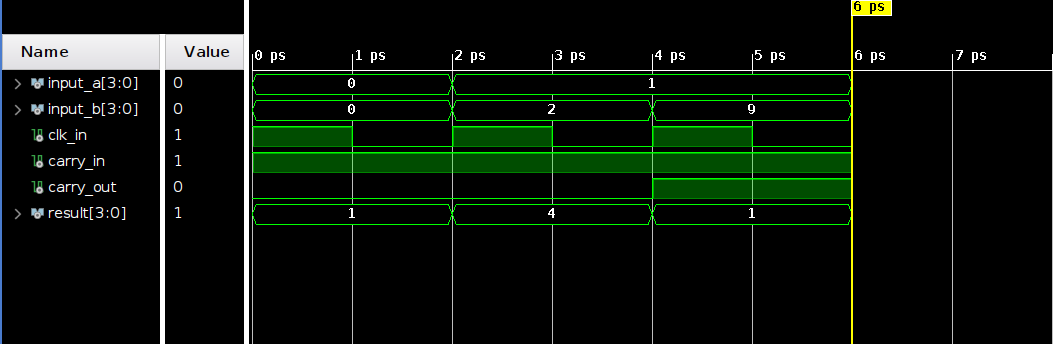 6 ps
Name Value
0 ps 1 ps 2 ps 3 ps 4 ps 5 ps 6 ps 7 ps
input_a[3:0] 0 0 1
input_b[3:0] 0 0 2 9
clk_in 1
carry_in 1
carry_out 0
result[3:0] 1 1 4 1